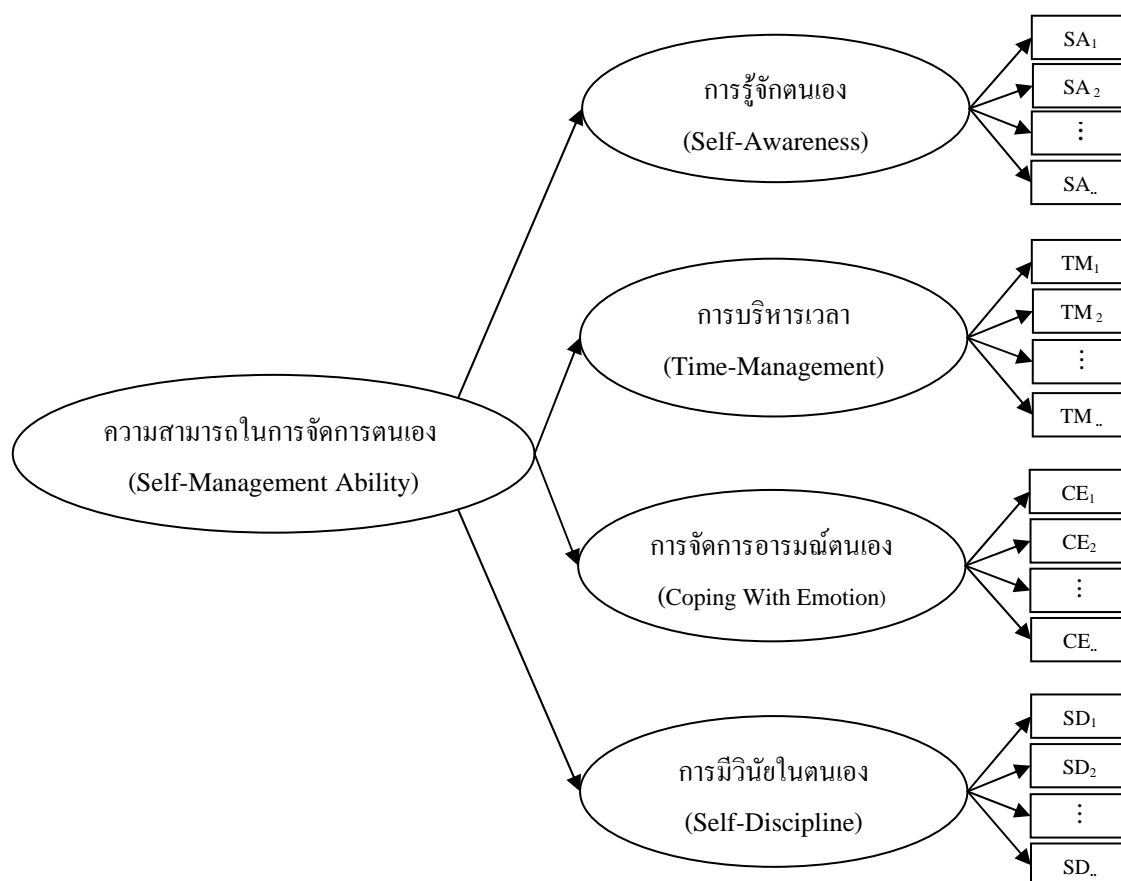 การรู้จักตนเอง
(Self-Awareness)
SA₁
SA ₂
⋮
SA..
การบริหารเวลา
(Time-Management)
TM₁
TM ₂
⋮
TM ..
ความสามารถในการจัดการตนเอง
(Self-Management Ability)
การจัดการอารมณ์ตนเอง
(Coping With Emotion)
CE₁
CE₂
⋮
CE..
การมีวินัยในตนเอง
(Self-Discipline)
SD₁
SD₂
⋮
SD..